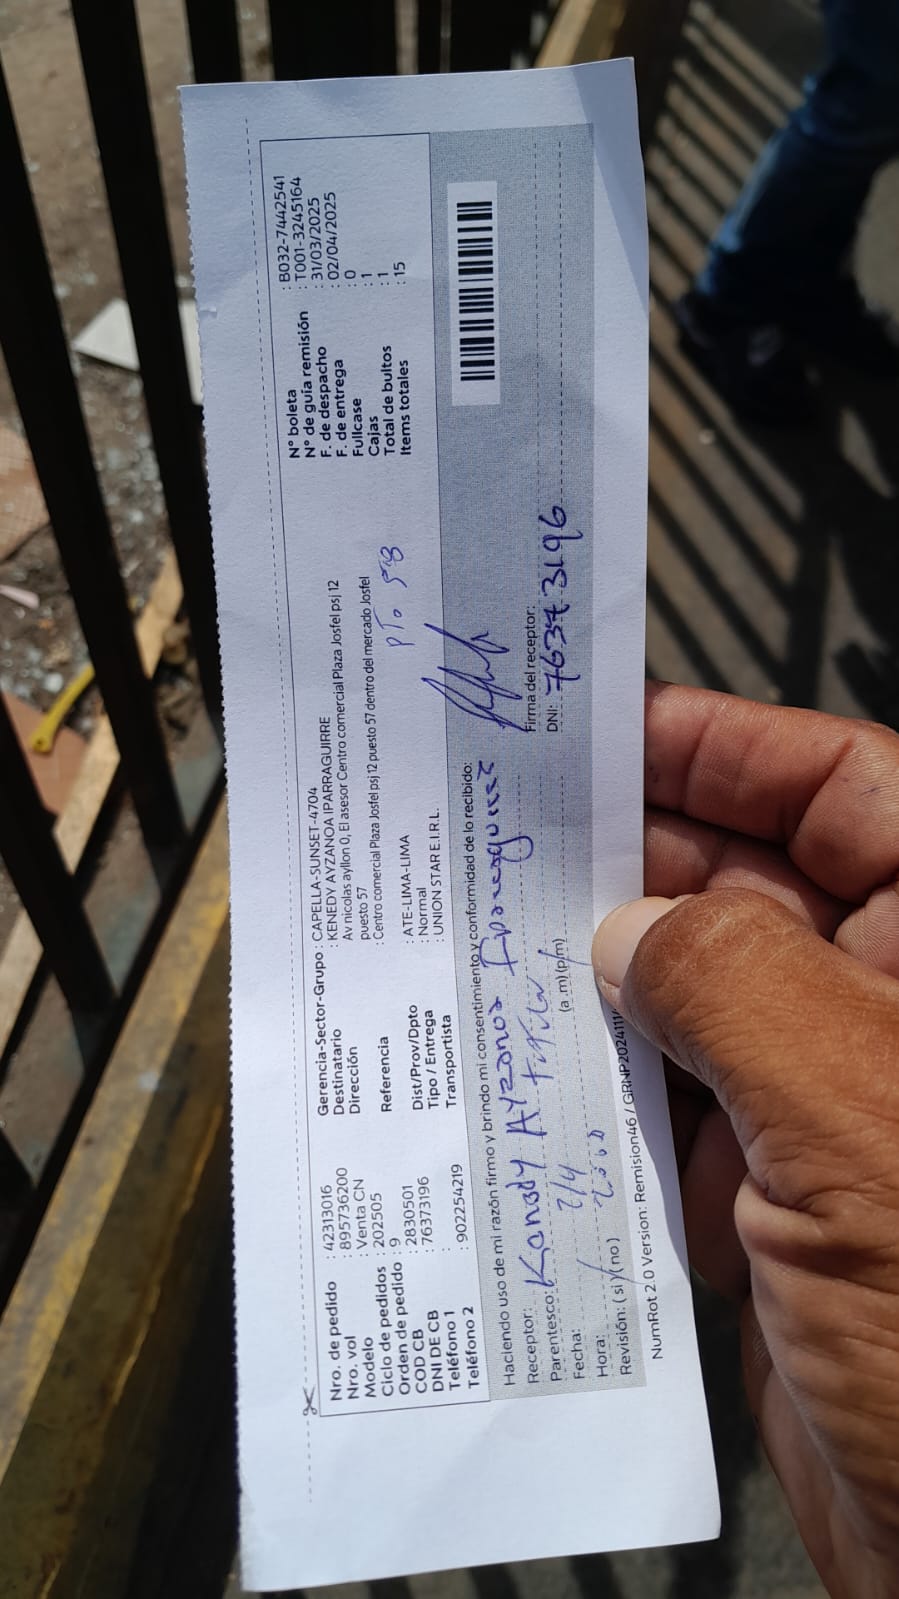 Nro. de pedido : 42313016
Nro. vol : 895736200
Modelo : Venta CN
Ciclo de pedidos : 202505
Orden de pedido : 9
COD CB : 2830501
DNI DE CB : 76373196
Teléfono 1 :
Teléfono 2 : 902254219
Gerencia-Sector-Grupo : CAPELLA-SUNSET-4704
Destinatario : KENEDY AYZANOA IPARRAGUIRRE
Dirección Av nicolas ayllon 0, El asesor Centro comercial Plaza Josfel psj 12
puesto 57
Referencia : Centro comercial Plaza Josfel psj 12 puesto 57 dentro del mercado Josfel
PTO 58
Dist/Prov/Dpto : ATE-LIMA-LIMA
Tipo / Entrega : Normal
Transportista : UNION STAR E.I.R.L.
N° boleta : B032-7442541
N° de guía remisión : T001-3245164
F. de despacho : 31/03/2025
F. de entrega : 02/04/2025
Fullcase : 0
Cajas : 1
Total de bultos : 1
Items totales : 15
Haciendo uso de mi razón firmo y brindo mi consentimiento y conformidad de lo recibido:
Receptor: Kenedy Ayzanoa Iparraguirre
Parentesco: titular
Fecha: 2/4
Hora: (a .m) (p/m)
Revisión: ( si ) ( no )
Firma del receptor:
DNI: 76373196
NumRot 2.0 Version: Remision46 / GRNP2024111